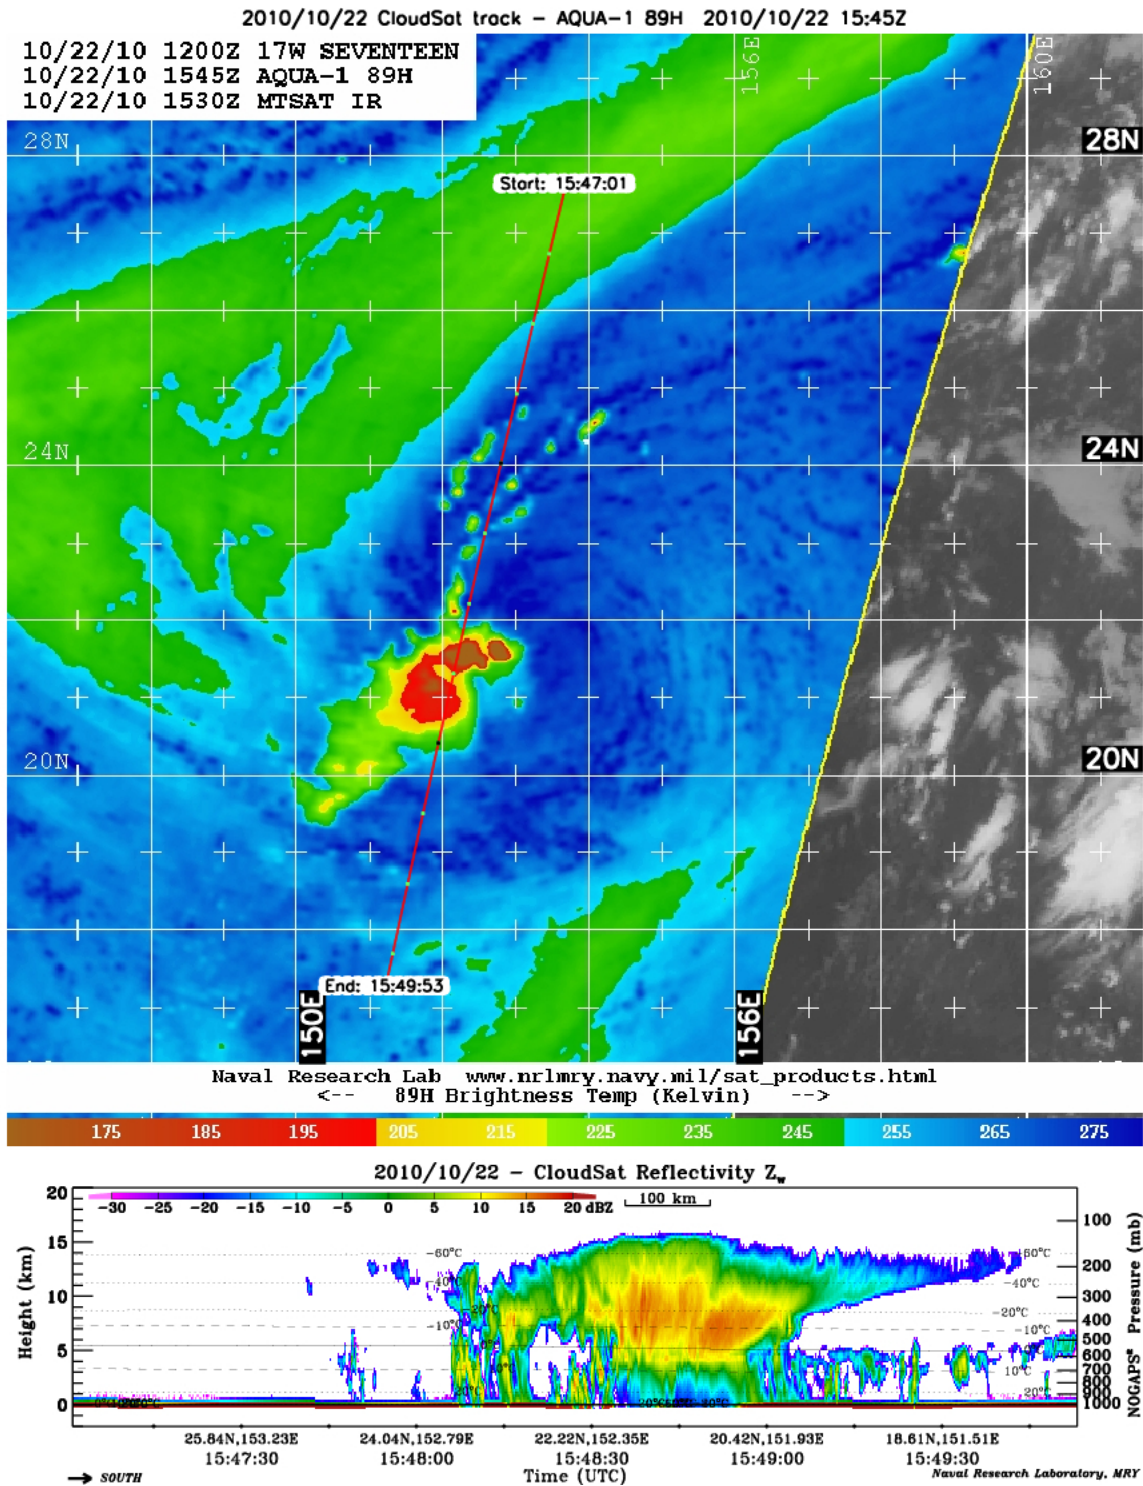 2010/10/22 CloudSat track - AQUA-1 89H 2010/10/22 15:45Z
10/22/10 1200Z 17W SEVENTEEN
10/22/10 1545Z AQUA-1 89H
10/22/10 1530Z MTSAT IR
156E
160E
28N
28N
Start: 15:47:01
24N
24N
20N
20N
End: 15:49:53
150E
156E
Naval Research Lab www.nrlmry.navy.mil/sat_products.html
<-- 89H Brightness Temp (Kelvin) -->
175 185 195 205 215 225 235 245 255 265 275
2010/10/22 - CloudSat Reflectivity Zw
-30 -25 -20 -15 -10 -5 0 5 10 15 20 dBZ
100 km
20
15
10
5
0
Height (km)
100
200
300
400
500
600
700
800
900
1000
NOGAPS* Pressure (mb)
-60°C
-40°C
-20°C
-10°C
-60°C
-40°C
-20°C
-10°C
0°C
10°C
20°C
25.84N,153.23E 24.04N,152.79E 22.22N,152.35E 20.42N,151.93E 18.61N,151.51E
15:47:30 15:48:00 15:48:30 15:49:00 15:49:30
Time (UTC)
SOUTH
Naval Research Laboratory, MRY